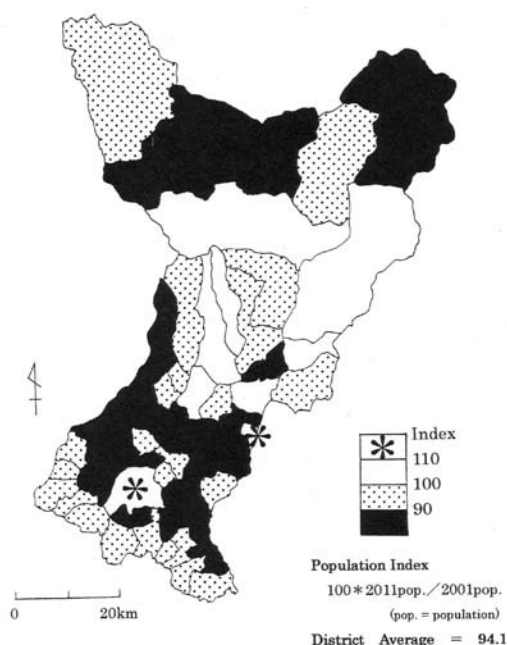 Index
110
100
90
Population Index
100*2011pop./2001pop.
(pop. = population)
District Average = 94.1
0 20km